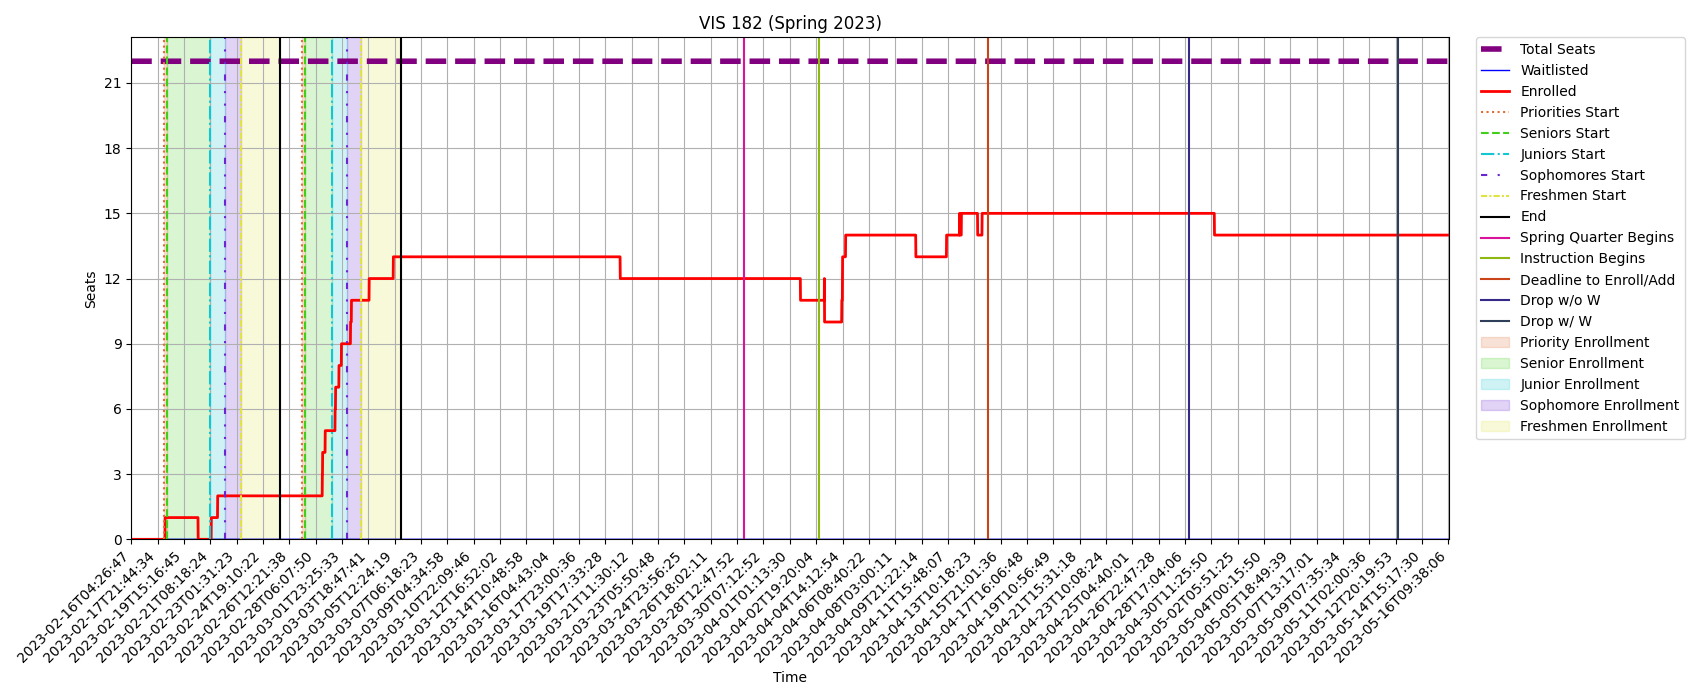 VIS 182 (Spring 2023)
Seats
21
18
15
12
9
6
3
0
2023-02-16T04:26:47
2023-02-17T21:44:34
2023-02-19T15:16:45
2023-02-21T08:18:24
2023-02-23T01:31:23
2023-02-24T19:10:22
2023-02-26T12:21:38
2023-02-28T06:07:50
2023-03-01T23:25:33
2023-03-03T18:47:41
2023-03-05T12:24:19
2023-03-07T06:18:23
2023-03-09T04:34:58
2023-03-10T22:09:46
2023-03-12T16:52:02
2023-03-14T10:48:58
2023-03-16T04:43:04
2023-03-17T23:00:36
2023-03-19T17:33:28
2023-03-21T11:30:12
2023-03-23T05:50:48
2023-03-24T23:56:25
2023-03-26T18:02:11
2023-03-28T12:47:52
2023-03-30T07:12:52
2023-04-01T01:13:30
2023-04-02T19:20:04
2023-04-04T14:12:54
2023-04-06T08:40:22
2023-04-08T03:00:11
2023-04-09T21:22:14
2023-04-11T15:48:07
2023-04-13T10:18:23
2023-04-15T21:01:36
2023-04-17T16:06:48
2023-04-19T10:56:49
2023-04-21T15:31:18
2023-04-23T10:08:24
2023-04-25T04:40:01
2023-04-26T22:47:28
2023-04-28T17:04:06
2023-04-30T11:25:50
2023-05-02T05:51:25
2023-05-04T00:15:50
2023-05-05T18:49:39
2023-05-07T13:17:01
2023-05-09T07:35:34
2023-05-11T02:00:36
2023-05-12T20:19:53
2023-05-14T15:17:30
2023-05-16T09:38:06
Time
Total Seats
Waitlisted
Enrolled
Priorities Start
Seniors Start
Juniors Start
Sophomores Start
Freshmen Start
End
Spring Quarter Begins
Instruction Begins
Deadline to Enroll/Add
Drop w/o W
Drop w/ W
Priority Enrollment
Senior Enrollment
Junior Enrollment
Sophomore Enrollment
Freshmen Enrollment